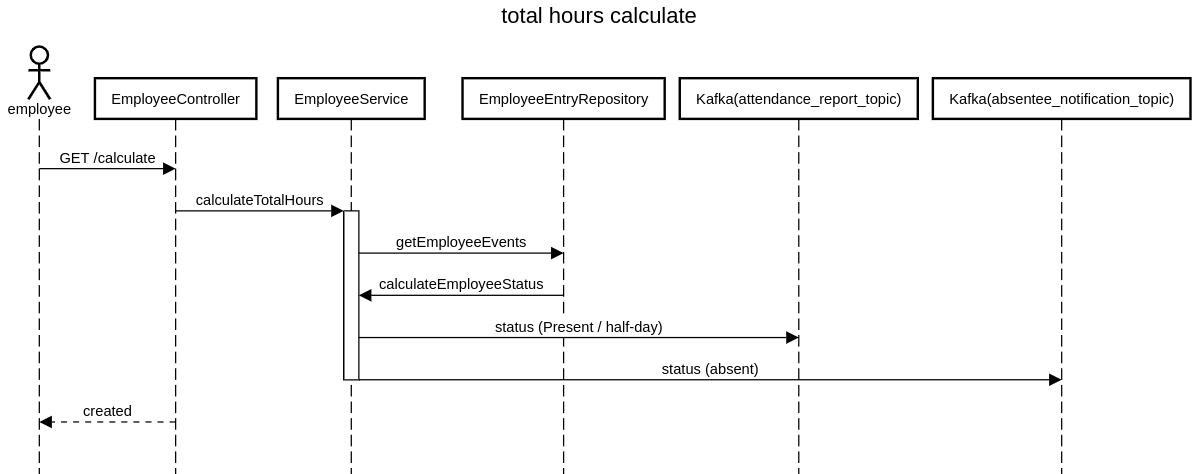 total hours calculate
employee
EmployeeController
EmployeeService
EmployeeEntryRepository
Kafka(attendance_report_topic)
Kafka(absentee_notification_topic)
GET /calculate
calculateTotalHours
getEmployeeEvents
calculateEmployeeStatus
status (Present / half-day)
status (absent)
created